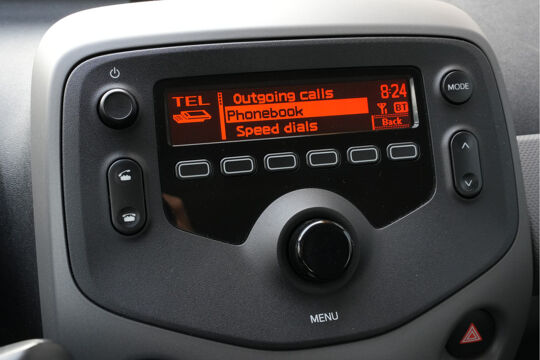 TEL
Outgoing calls
8:24
Phonebook
BT
Speed dials
Back
MODE
MENU